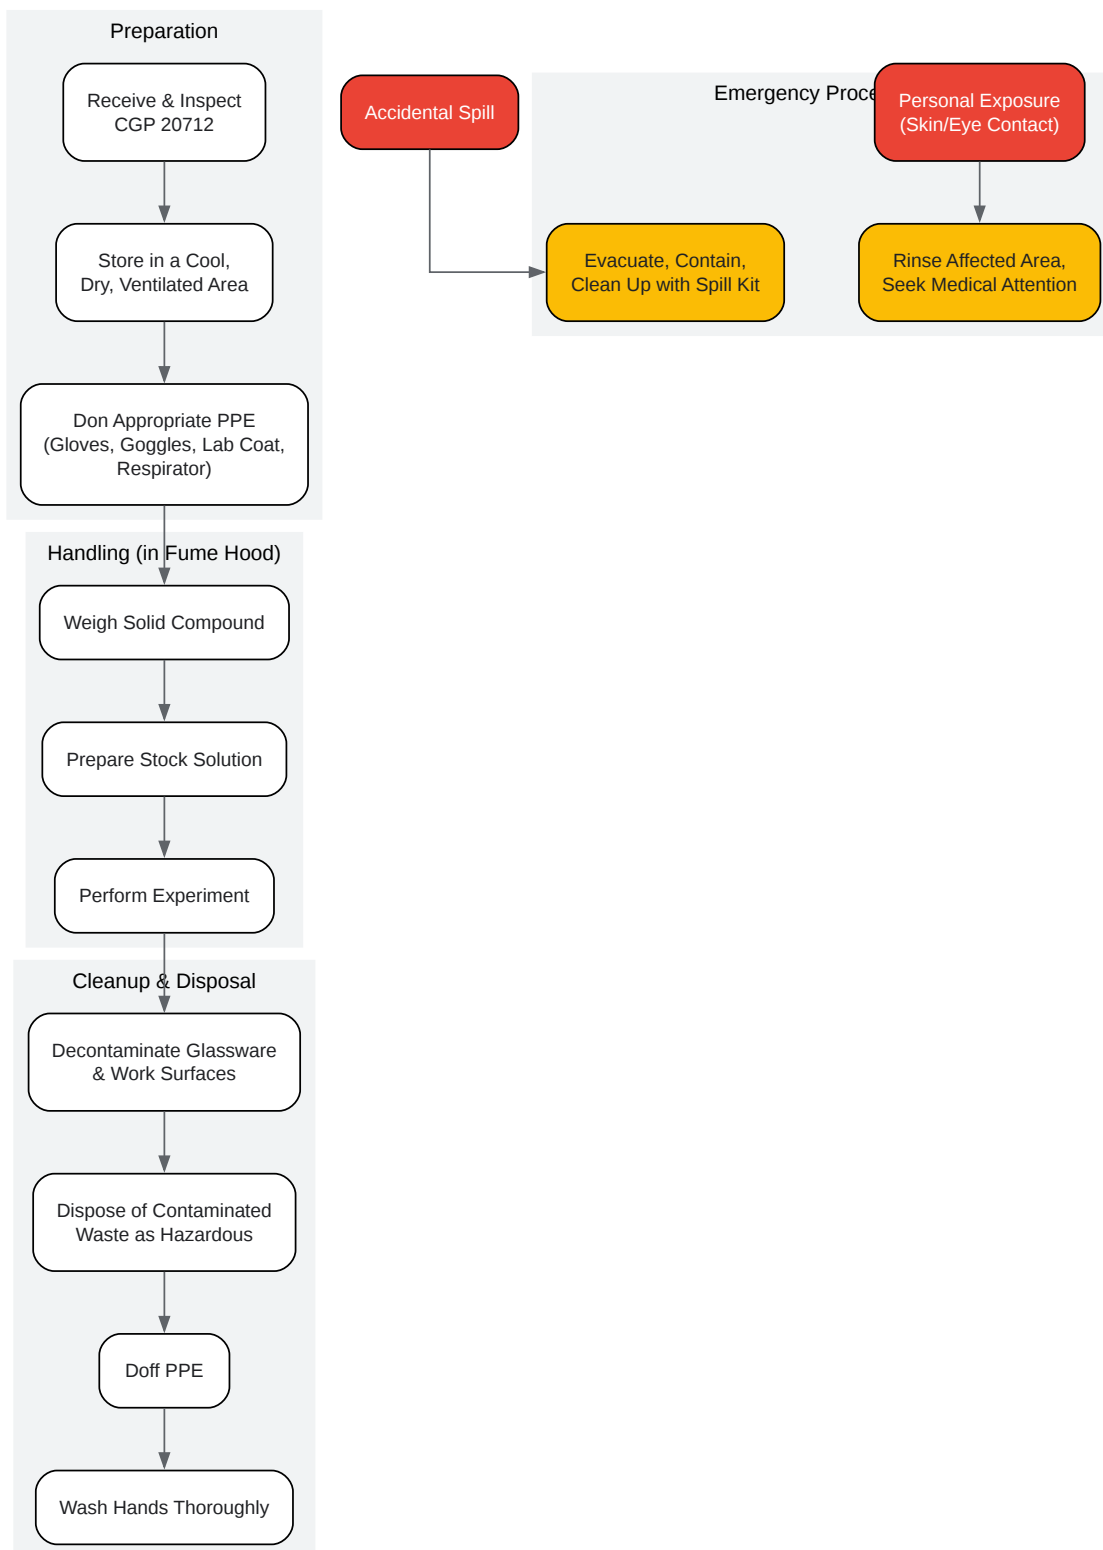 Preparation
Receive & Inspect
CGP 20712
Store in a Cool,
Dry, Ventilated Area
Don Appropriate PPE
(Gloves, Goggles, Lab Coat,
Respirator)
Handling (in Fume Hood)
Weigh Solid Compound
Prepare Stock Solution
Perform Experiment
Cleanup & Disposal
Decontaminate Glassware
& Work Surfaces
Dispose of Contaminated
Waste as Hazardous
Doff PPE
Wash Hands Thoroughly
Accidental Spill
Emergency
Personal Exposure
(Skin/Eye Contact)
Evacuate, Contain,
Clean Up with Spill Kit
Rinse Affected Area,
Seek Medical Attention